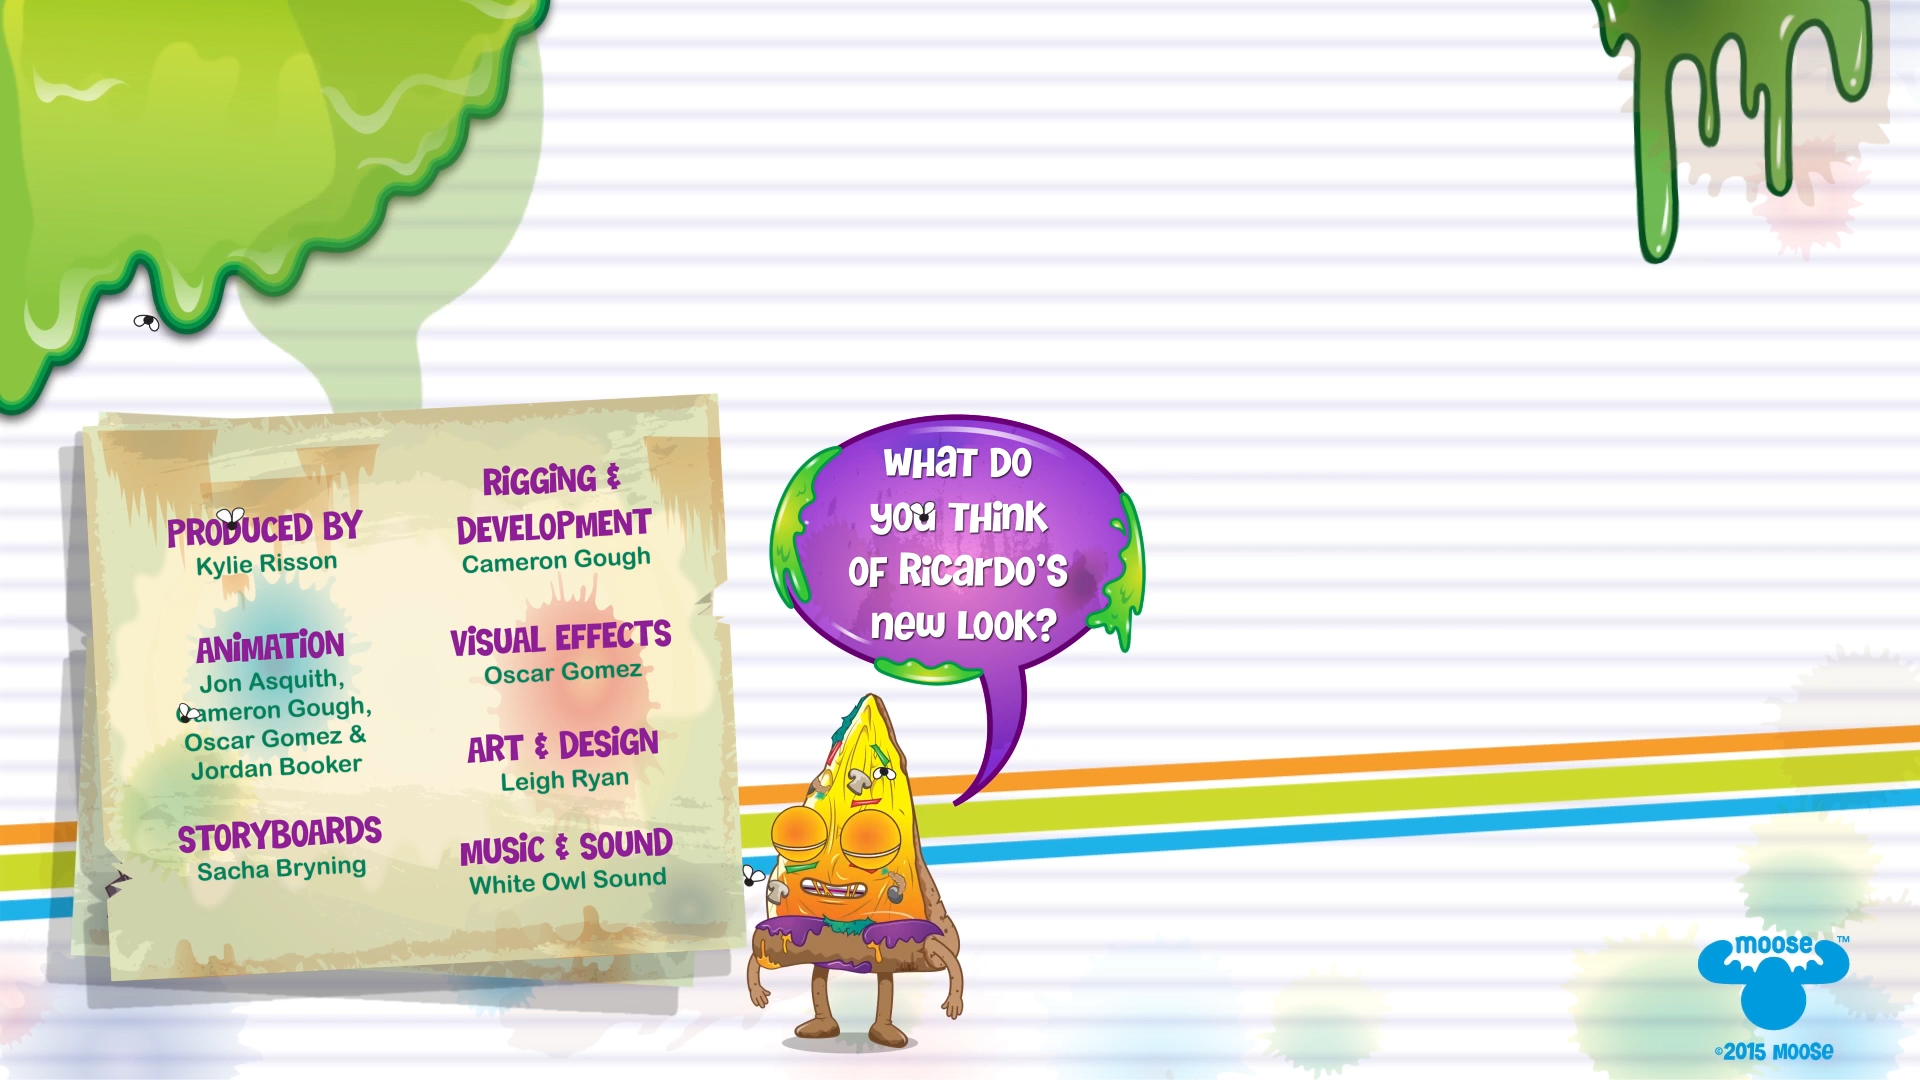 PRODUCED BY
Kylie Risson
ANiMATiON
Jon Asquith,
Cameron Gough,
Oscar Gomez &
Jordan Booker
STORYBOARDS
Sacha Bryning
RiGGiNG &
DEVELOPMENT
Cameron Gough
ViSUAL EFFECTS
Oscar Gomez
ART & DESiGN
Leigh Ryan
MUSiC & SOUND
White Owl Sound
WHAT DO
YOU THiNK
OF RiCARDO'S
NEW LOOK?
moose™
©2015 MOOSE